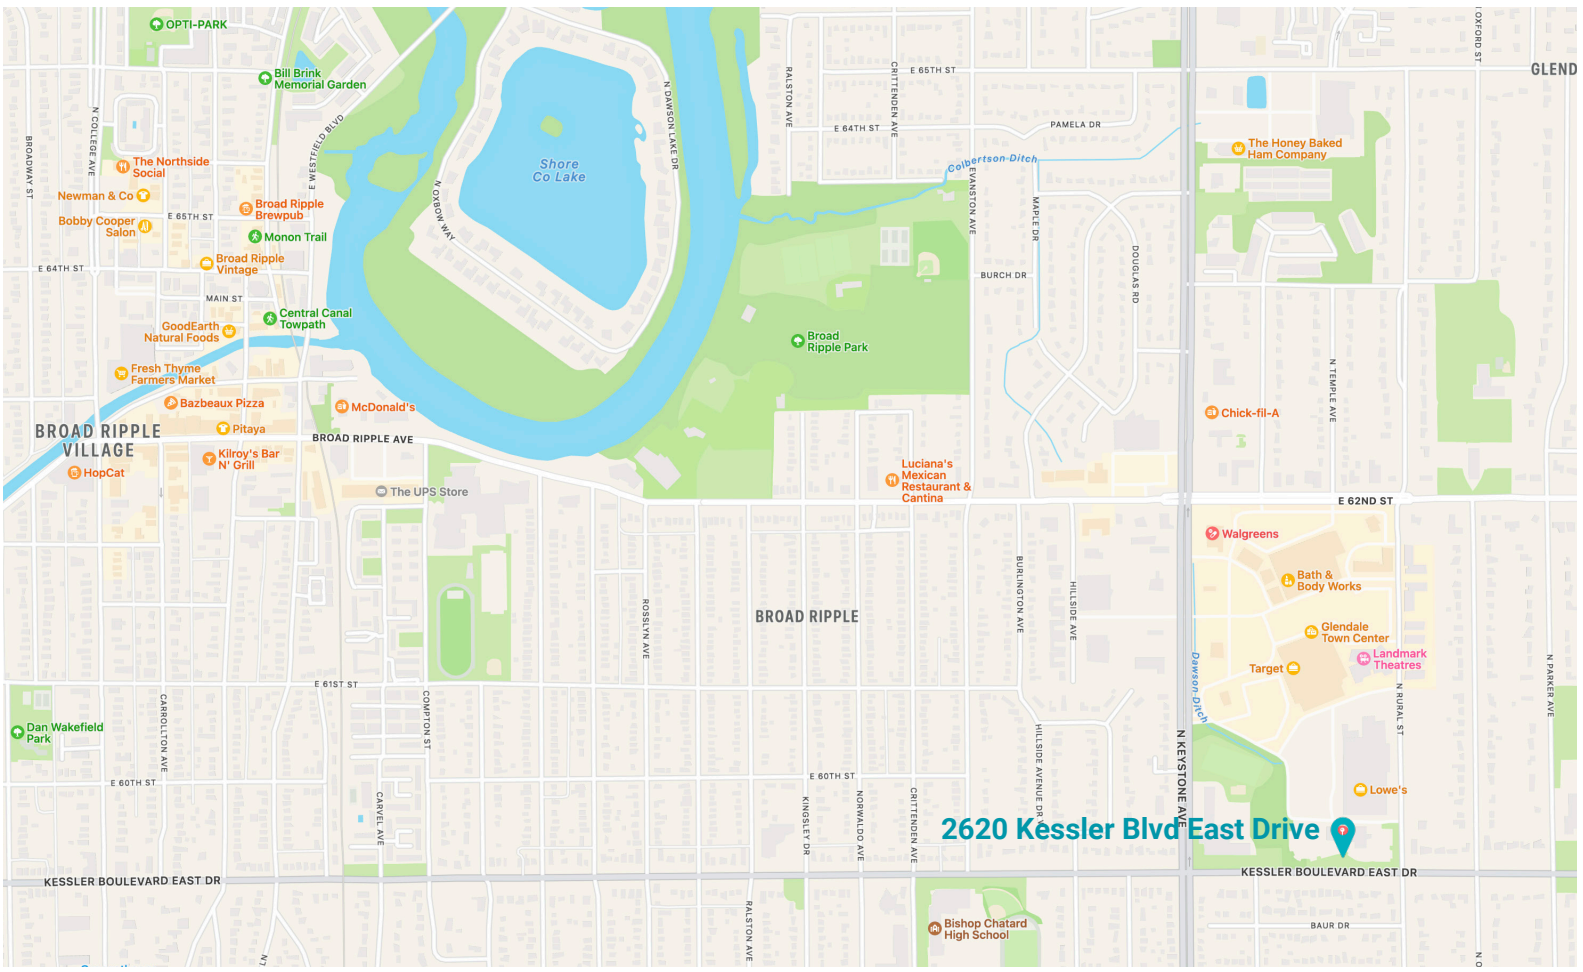 OPTI-PARK
Bill Brink
Memorial Garden
N COLLEGE AVE
BROADWAY ST
E WESTFIELD BLVD
The Northside
Social
Newman & Co
Bobby Cooper
Salon
E 65TH ST
Broad Ripple
Brewpub
Monon Trail
Broad Ripple
Vintage
E 64TH ST
MAIN ST
Central Canal
Towpath
GoodEarth
Natural Foods
Fresh Thyme
Farmers Market
Bazbeaux Pizza
McDonald's
BROAD RIPPLE
VILLAGE
Pitaya
BROAD RIPPLE AVE
Kilroy's Bar
N' Grill
HopCat
The UPS Store
Shore
Co Lake
N OXBOW WAY
N DAWSON LAKE DR
RALSTON AVE
CRITTENDEN AVE
E 65TH ST
E 64TH ST
PAMELA DR
Colbertson Ditch
EVANSTON AVE
MAPLE DR
DOUGLAS RD
BURCH DR
Broad
Ripple Park
OXFORD ST
GLEND
The Honey Baked
Ham Company
N TEMPLE AVE
Chick-fil-A
Luciana's
Mexican
Restaurant &
Cantina
E 62ND ST
Walgreens
Bath &
Body Works
Glendale
Town Center
Landmark
Theatres
Target
BROAD RIPPLE
ROSSLYN AVE
BURLINGTON AVE
HILLSIDE AVE
Dawson Ditch
N RURAL ST
N PARKER AVE
E 61ST ST
Dan Wakefield
Park
CARROLLTON AVE
COMPTON ST
HILLSIDE AVENUE DR W
N KEYSTONE AVE
E 60TH ST
E 60TH ST
CARVEL AVE
KINGSLEY DR
NORWALDO AVE
CRITTENDEN AVE
Lowe's
2620 Kessler Blvd East Drive
KESSLER BOULEVARD EAST DR
KESSLER BOULEVARD EAST DR
RALSTON AVE
Bishop Chatard
High School
BAUR DR
LN
N O